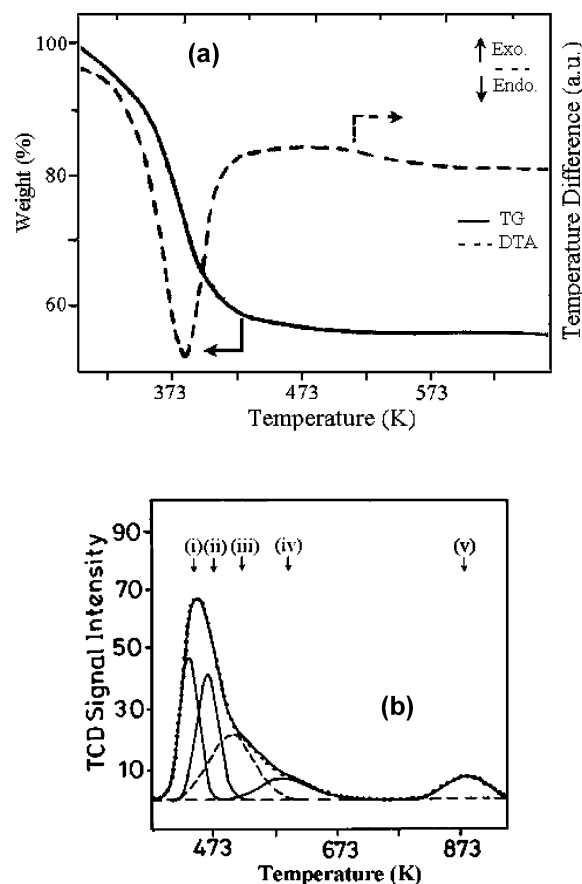 (a)
Exo.
Endo.
100
80
60
Weight (%)
Temperature Difference (a.u.)
TG
DTA
373 473 573
Temperature (K)
(i) (ii) (iii) (iv) (v)
90
70
50
30
10
TCD Signal Intensity
(b)
473 673 873
Temperature (K)